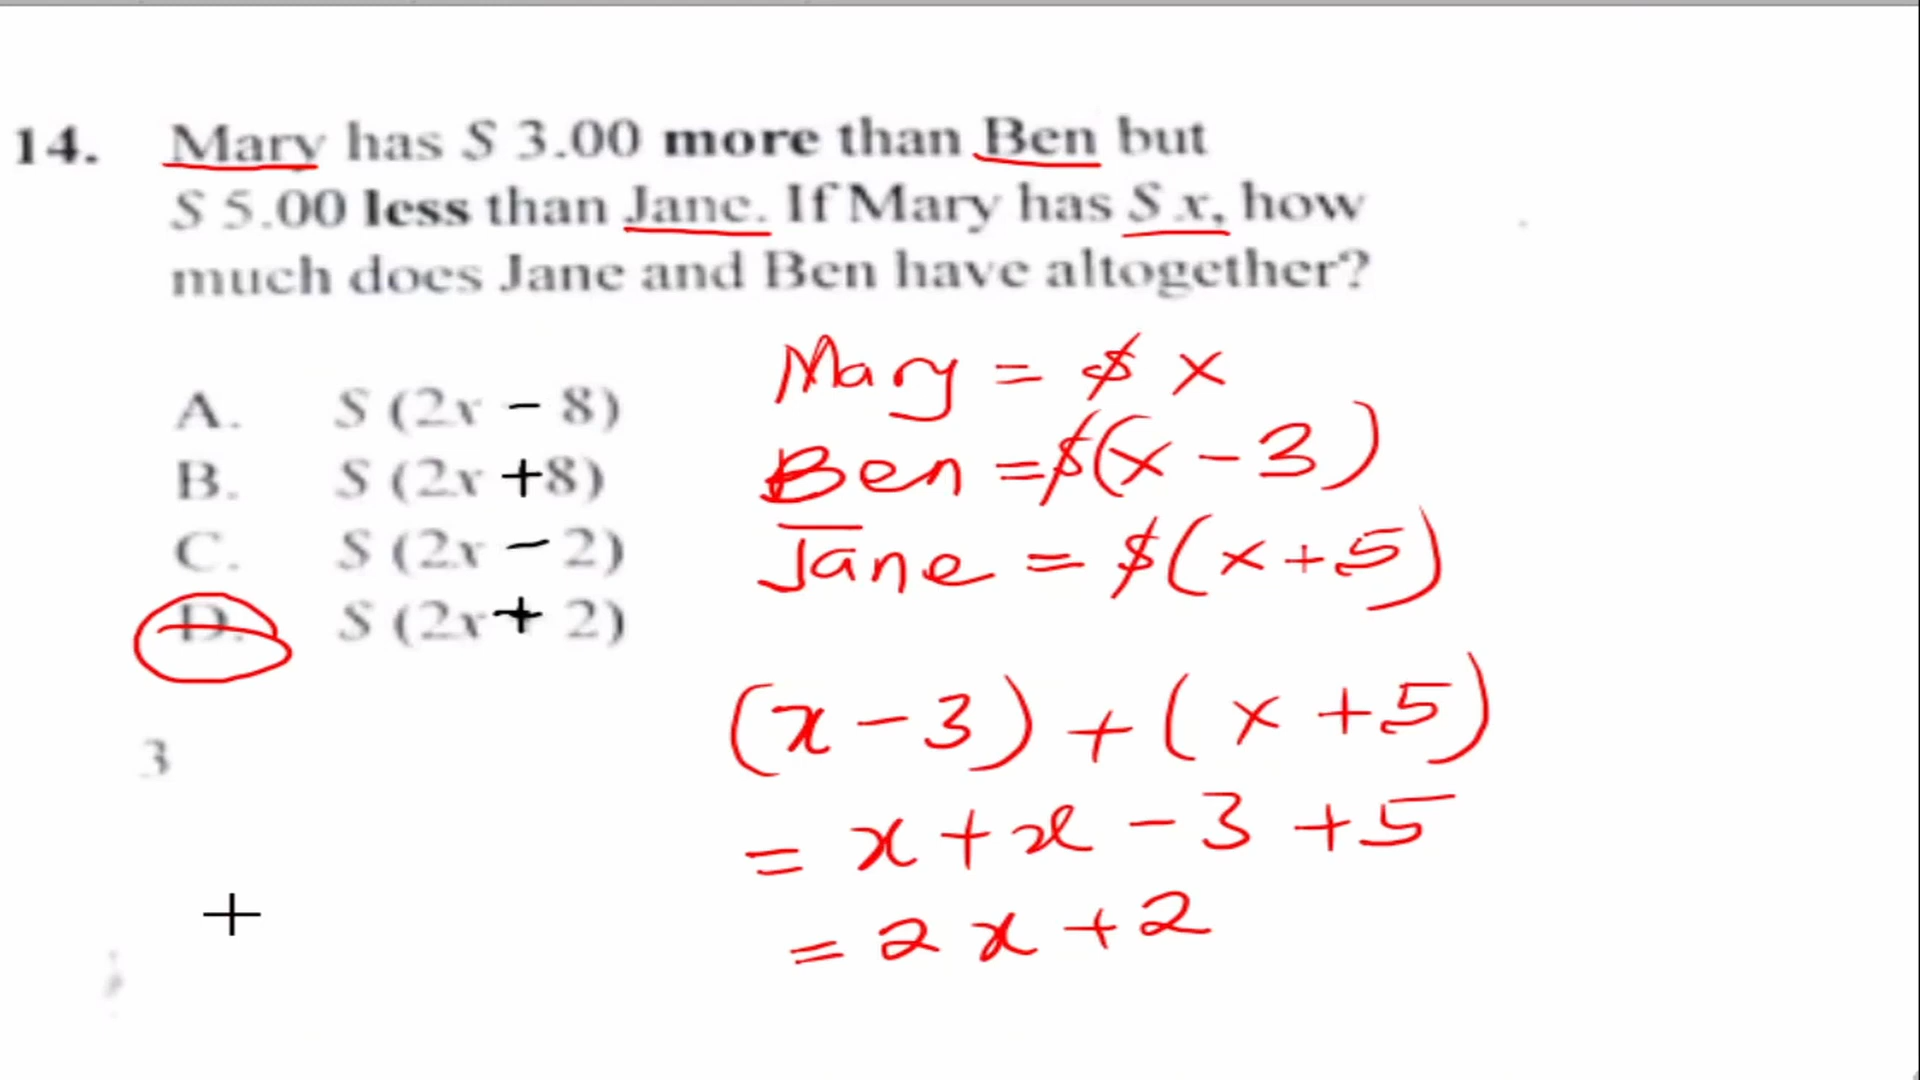 14. Mary has $ 3.00 more than Ben but
$ 5.00 less than Jane. If Mary has $ x, how
much does Jane and Ben have altogether?
A. $ (2x - 8)
B. $ (2x +8)
C. $ (2x - 2)
D. $ (2x + 2)
3
Mary = $ x
Ben = $(x - 3)
Jane = $(x + 5)
(x - 3) + (x + 5)
= x + x - 3 + 5
= 2x + 2